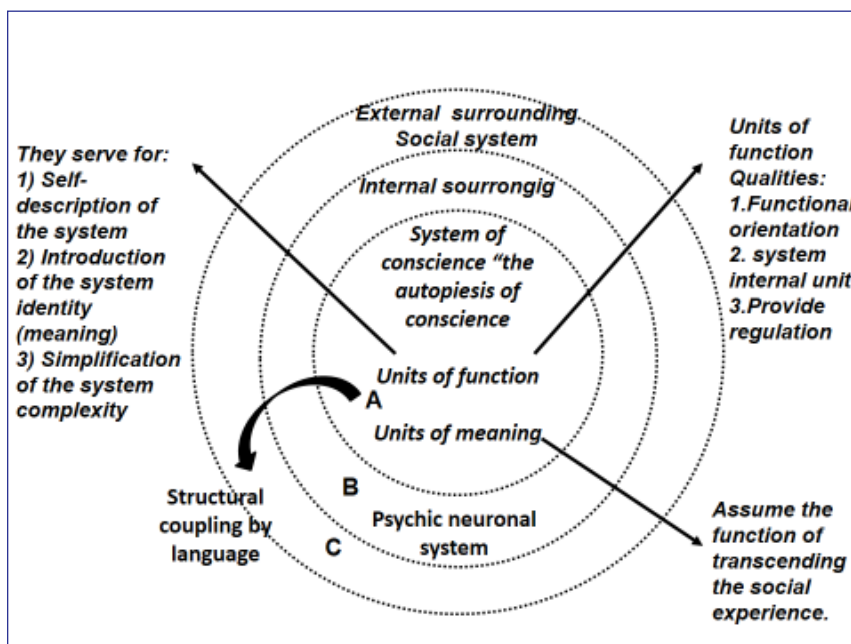 External surrounding
Social system
Internal sourrongig
System of
conscience “the
autopiesis of
conscience
Units of function
A
Units of meaning
B
Psychic neuronal
system
C
They serve for:
1) Self-
description of
the system
2) Introduction
of the system
identity
(meaning)
3) Simplification
of the system
complexity
Structural
coupling by
language
Units of
function
Qualities:
1.Functional
orientation
2. system
internal unit
3.Provide
regulation
Assume the
function of
transcending
the social
experience.